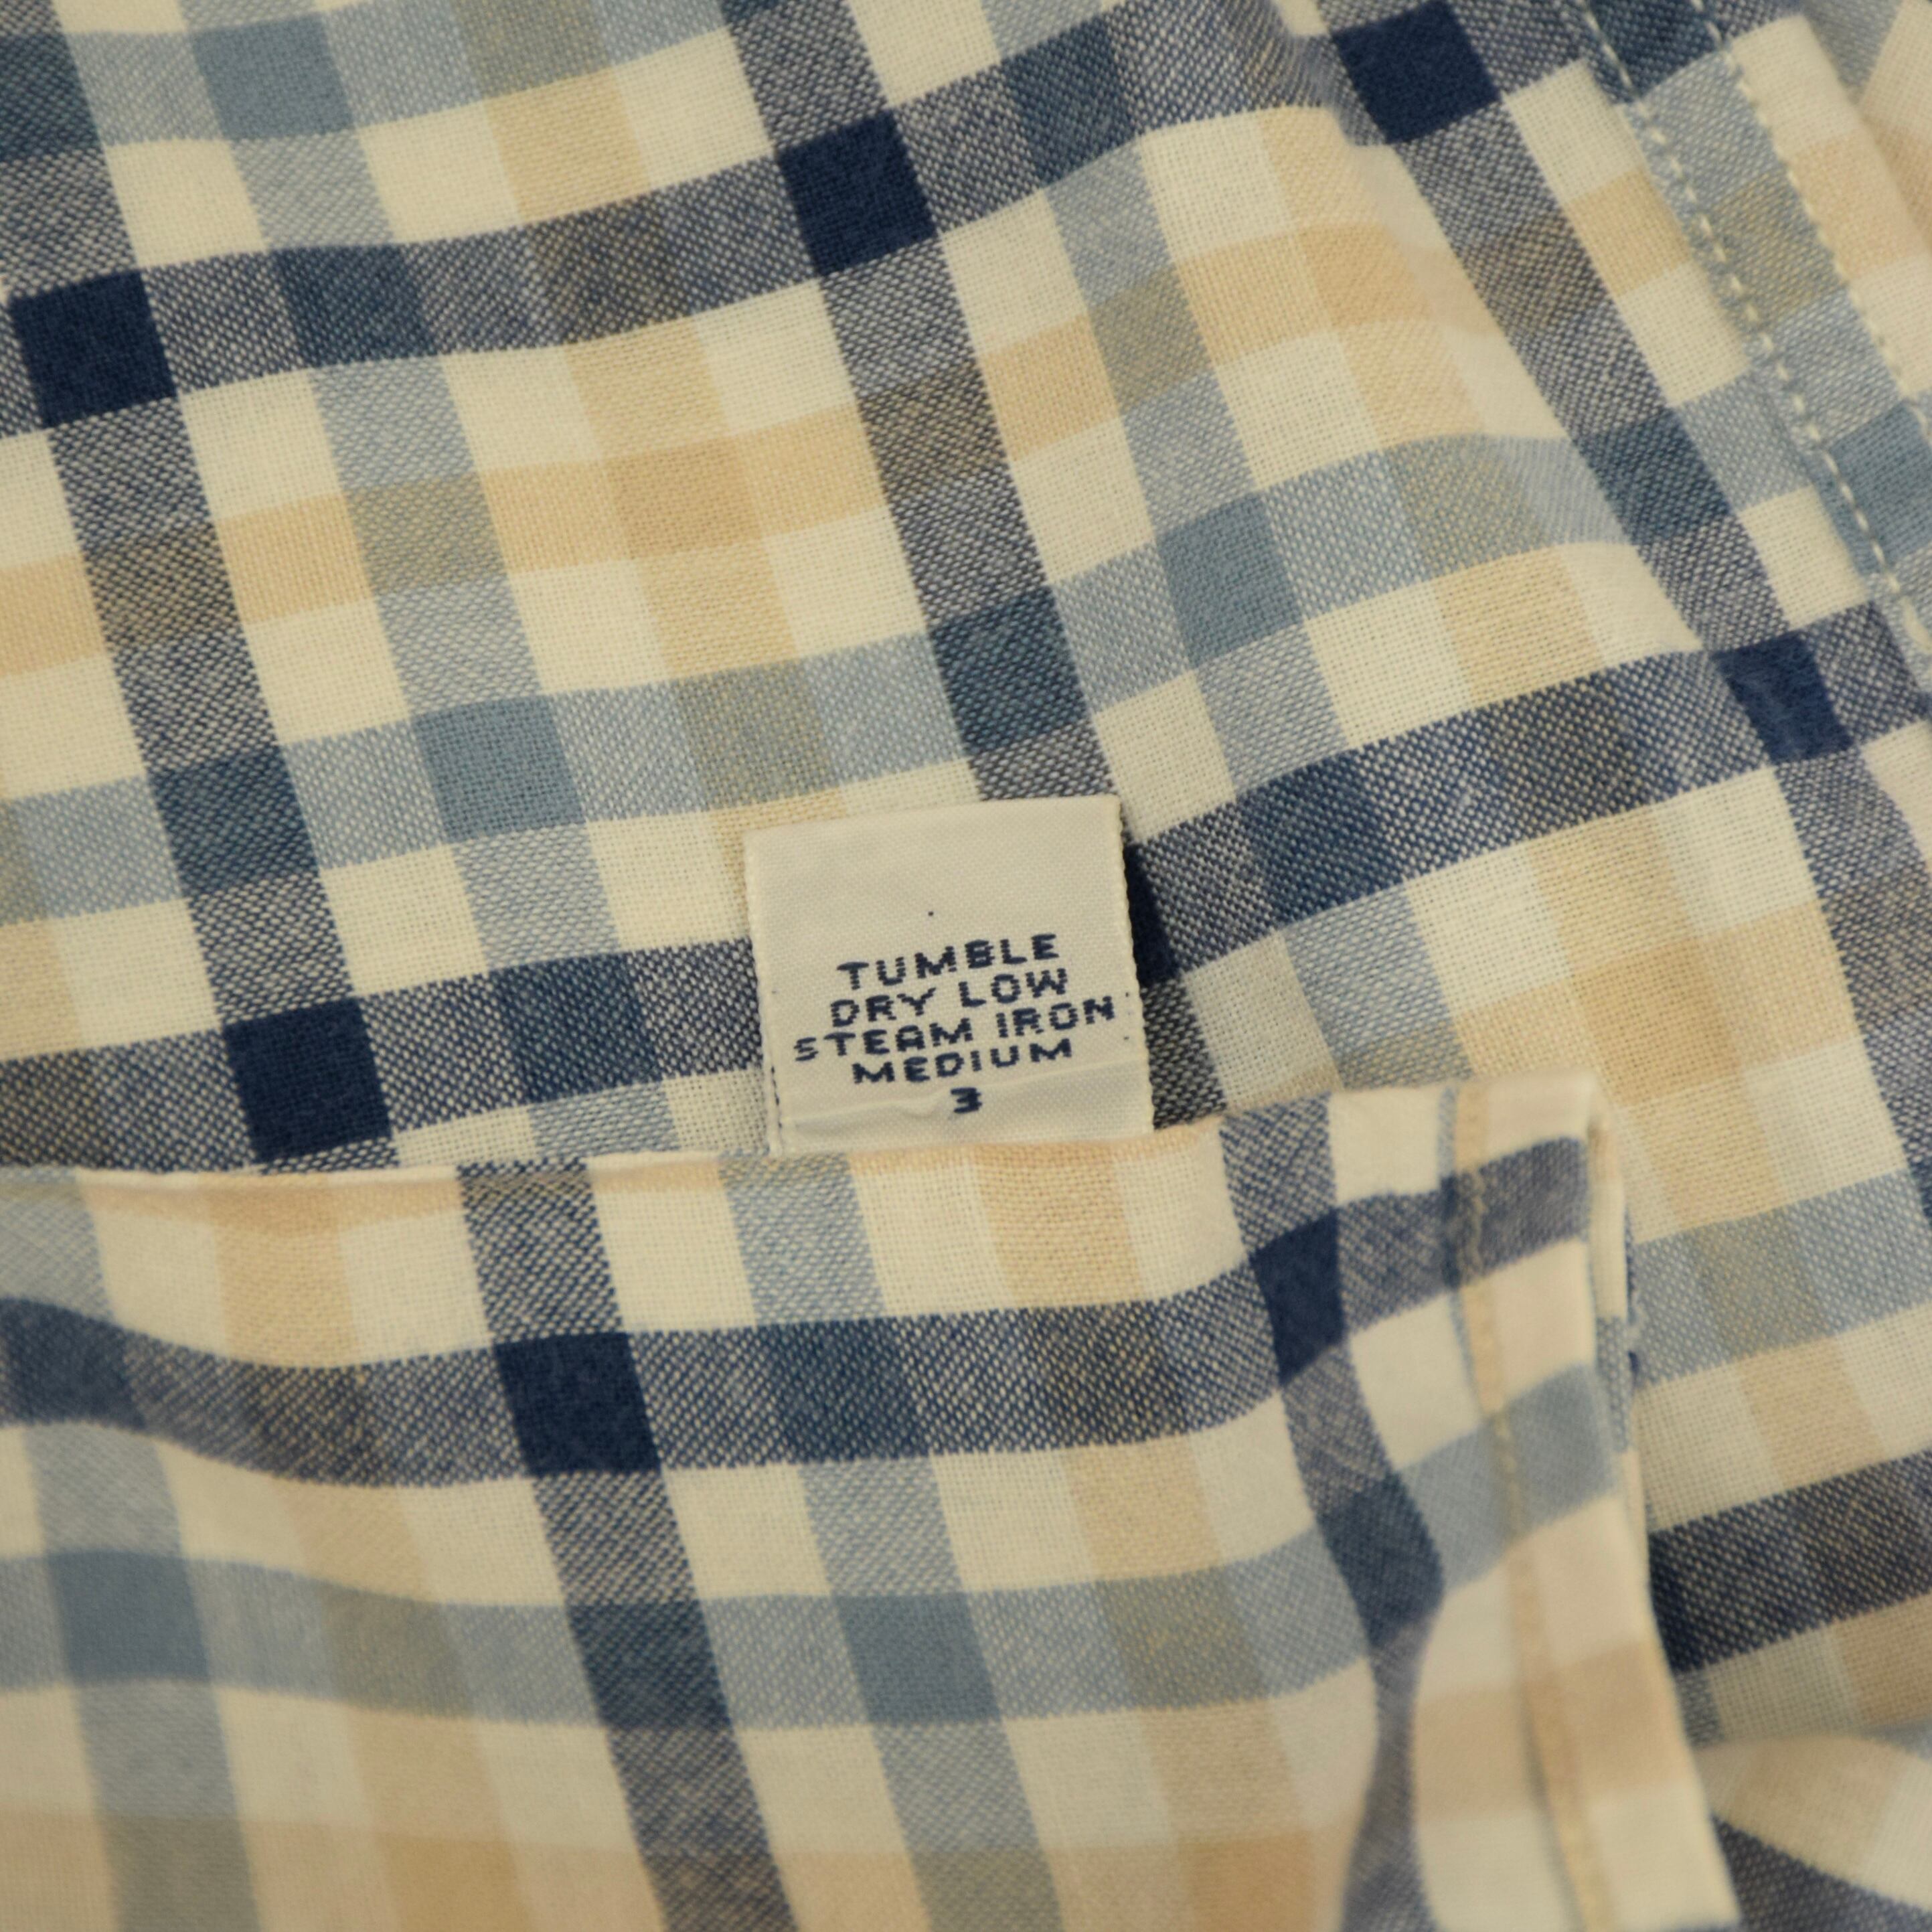 TUMBLE
DRY LOW
STEAM IRON
MEDIUM
3